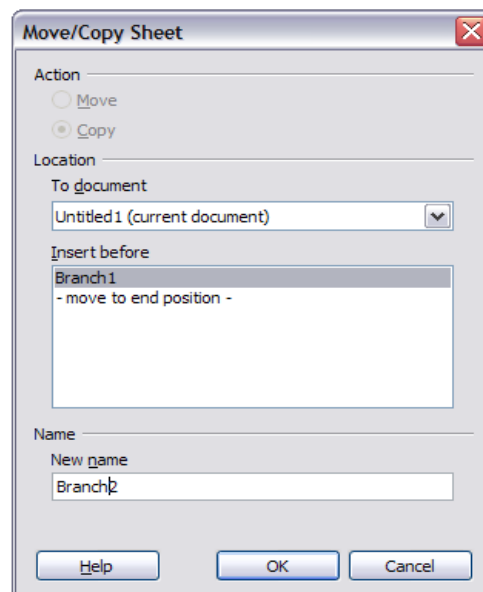 Move/Copy Sheet
Action
Move
Copy
Location
To document
Untitled1 (current document)
Insert before
Branch1
- move to end position -
Name
New name
Branch2
Help OK Cancel